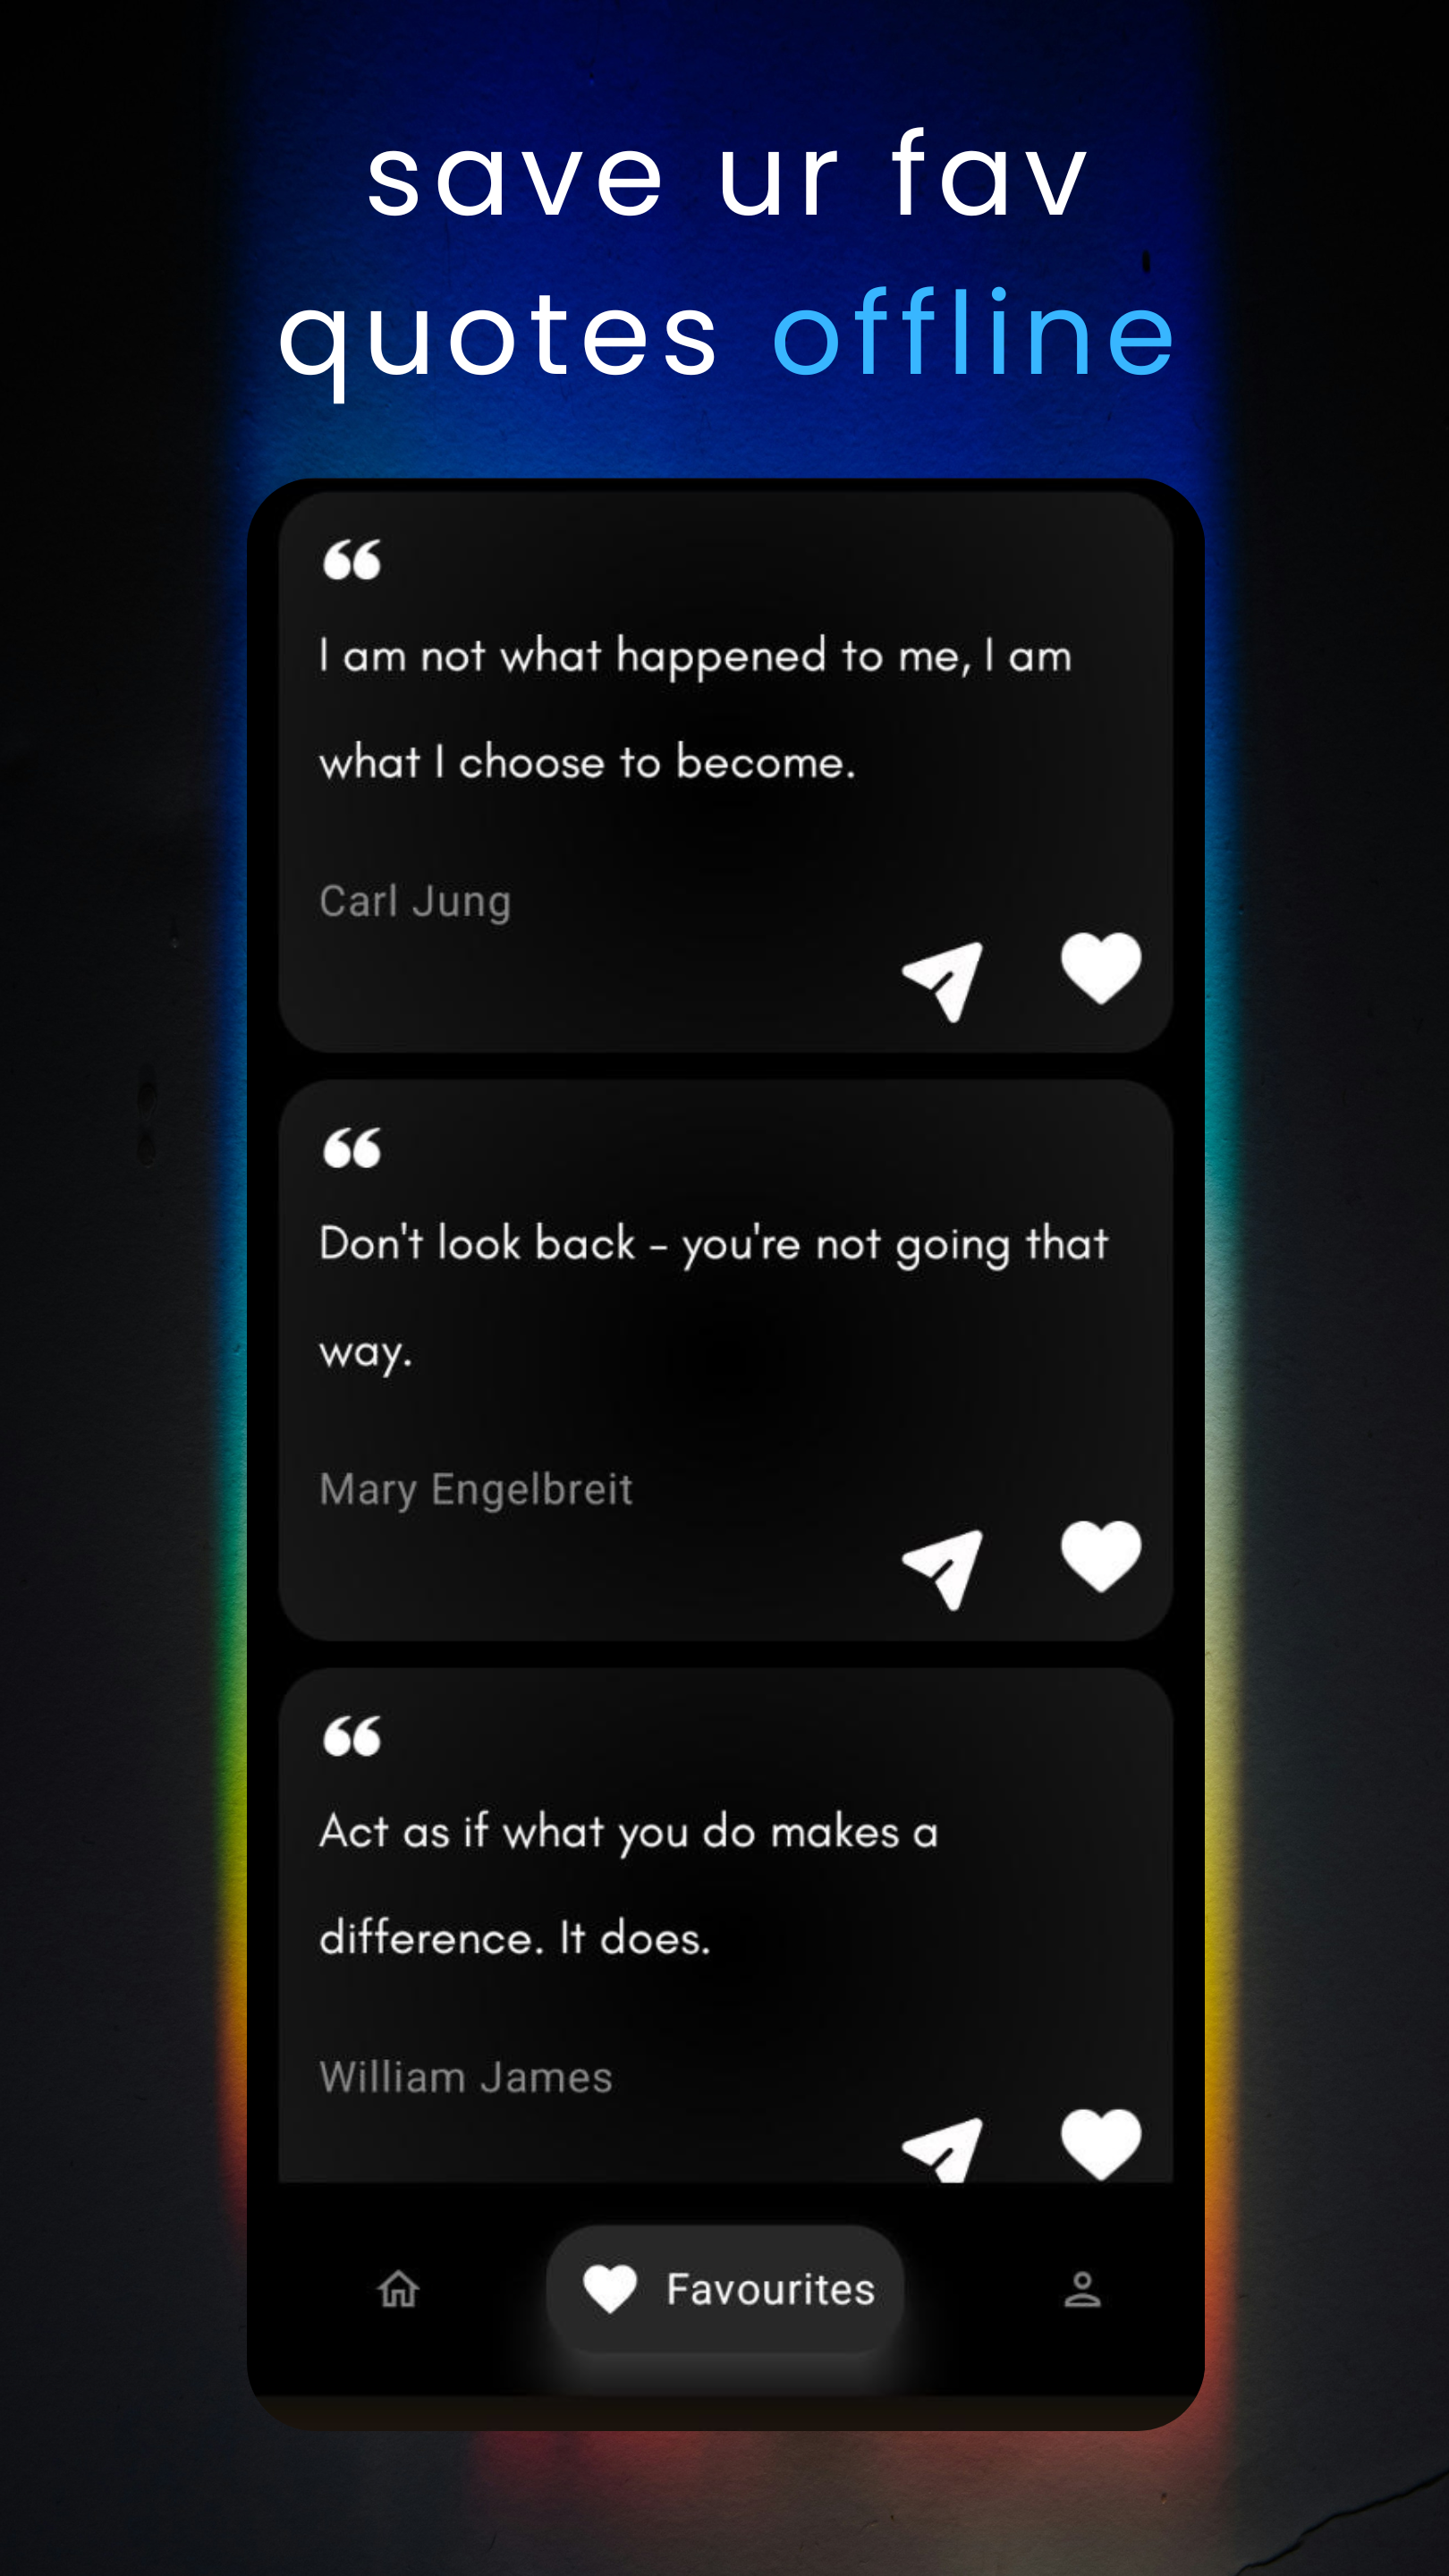 save ur fav
quotes offline
“
I am not what happened to me, I am
what I choose to become.
Carl Jung
“
Don't look back - you're not going that
way.
Mary Engelbreit
“
Act as if what you do makes a
difference. It does.
William James
Favourites